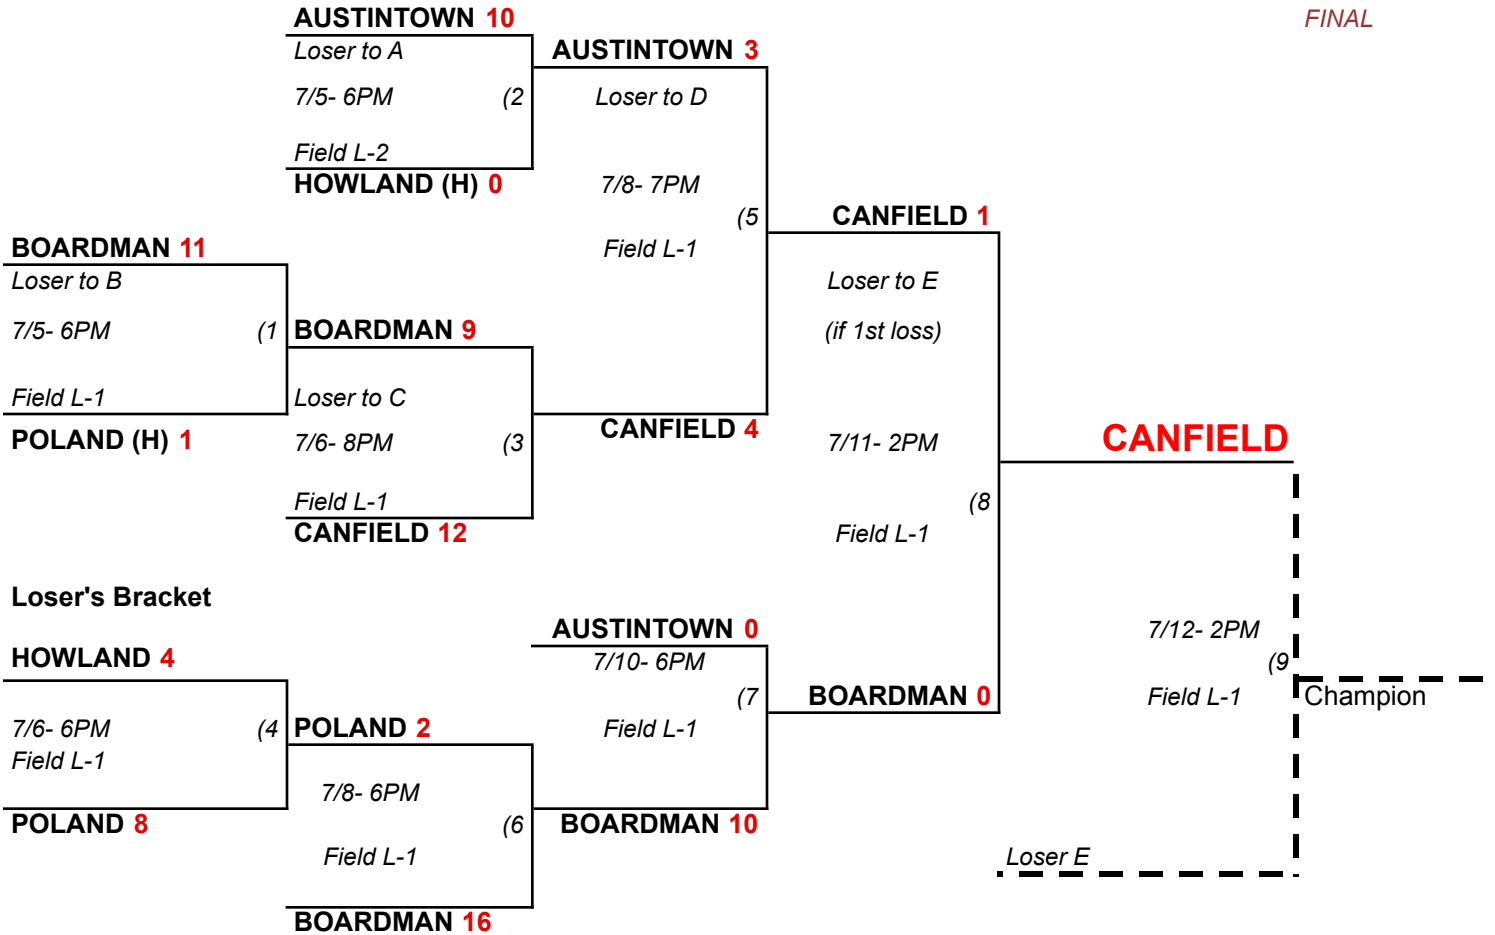 AUSTINTOWN 10
FINAL
Loser to A
AUSTINTOWN 3
7/5- 6PM
(2
Loser to D
Field L-2
HOWLAND (H) 0
7/8- 7PM
(5
CANFIELD 1
BOARDMAN 11
Field L-1
Loser to B
Loser to E
7/5- 6PM
(1
BOARDMAN 9
(if 1st loss)
Field L-1
Loser to C
POLAND (H) 1
7/6- 8PM
(3
CANFIELD 4
7/11- 2PM
CANFIELD
Field L-1
(8
CANFIELD 12
Field L-1
Loser's Bracket
AUSTINTOWN 0
7/12- 2PM
HOWLAND 4
7/10- 6PM
(9
(7
BOARDMAN 0
Field L-1
Champion
7/6- 6PM
(4
POLAND 2
Field L-1
Field L-1
7/8- 6PM
POLAND 8
(6
BOARDMAN 10
Field L-1
Loser E
BOARDMAN 16